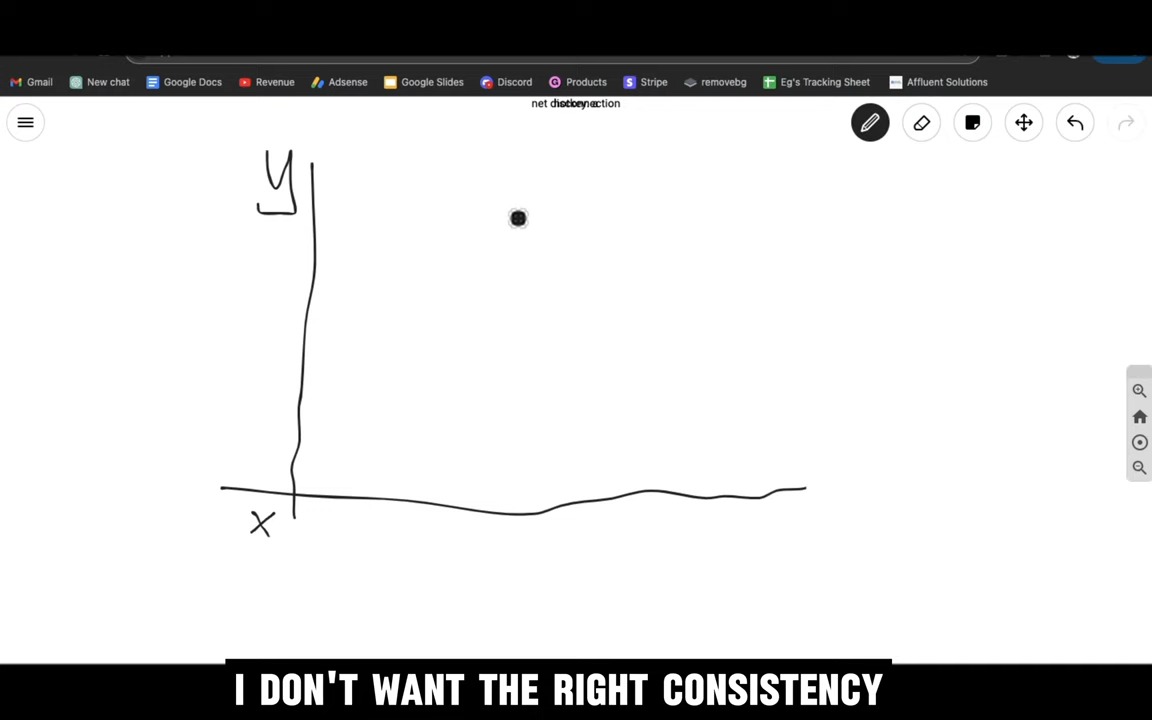 Gmail New chat Google Docs Revenue Adsense Google Slides Discord Products Stripe removebg Eg's Tracking Sheet Affluent Solutions
net
y
x
I DON'T WANT THE RIGHT CONSISTENCY